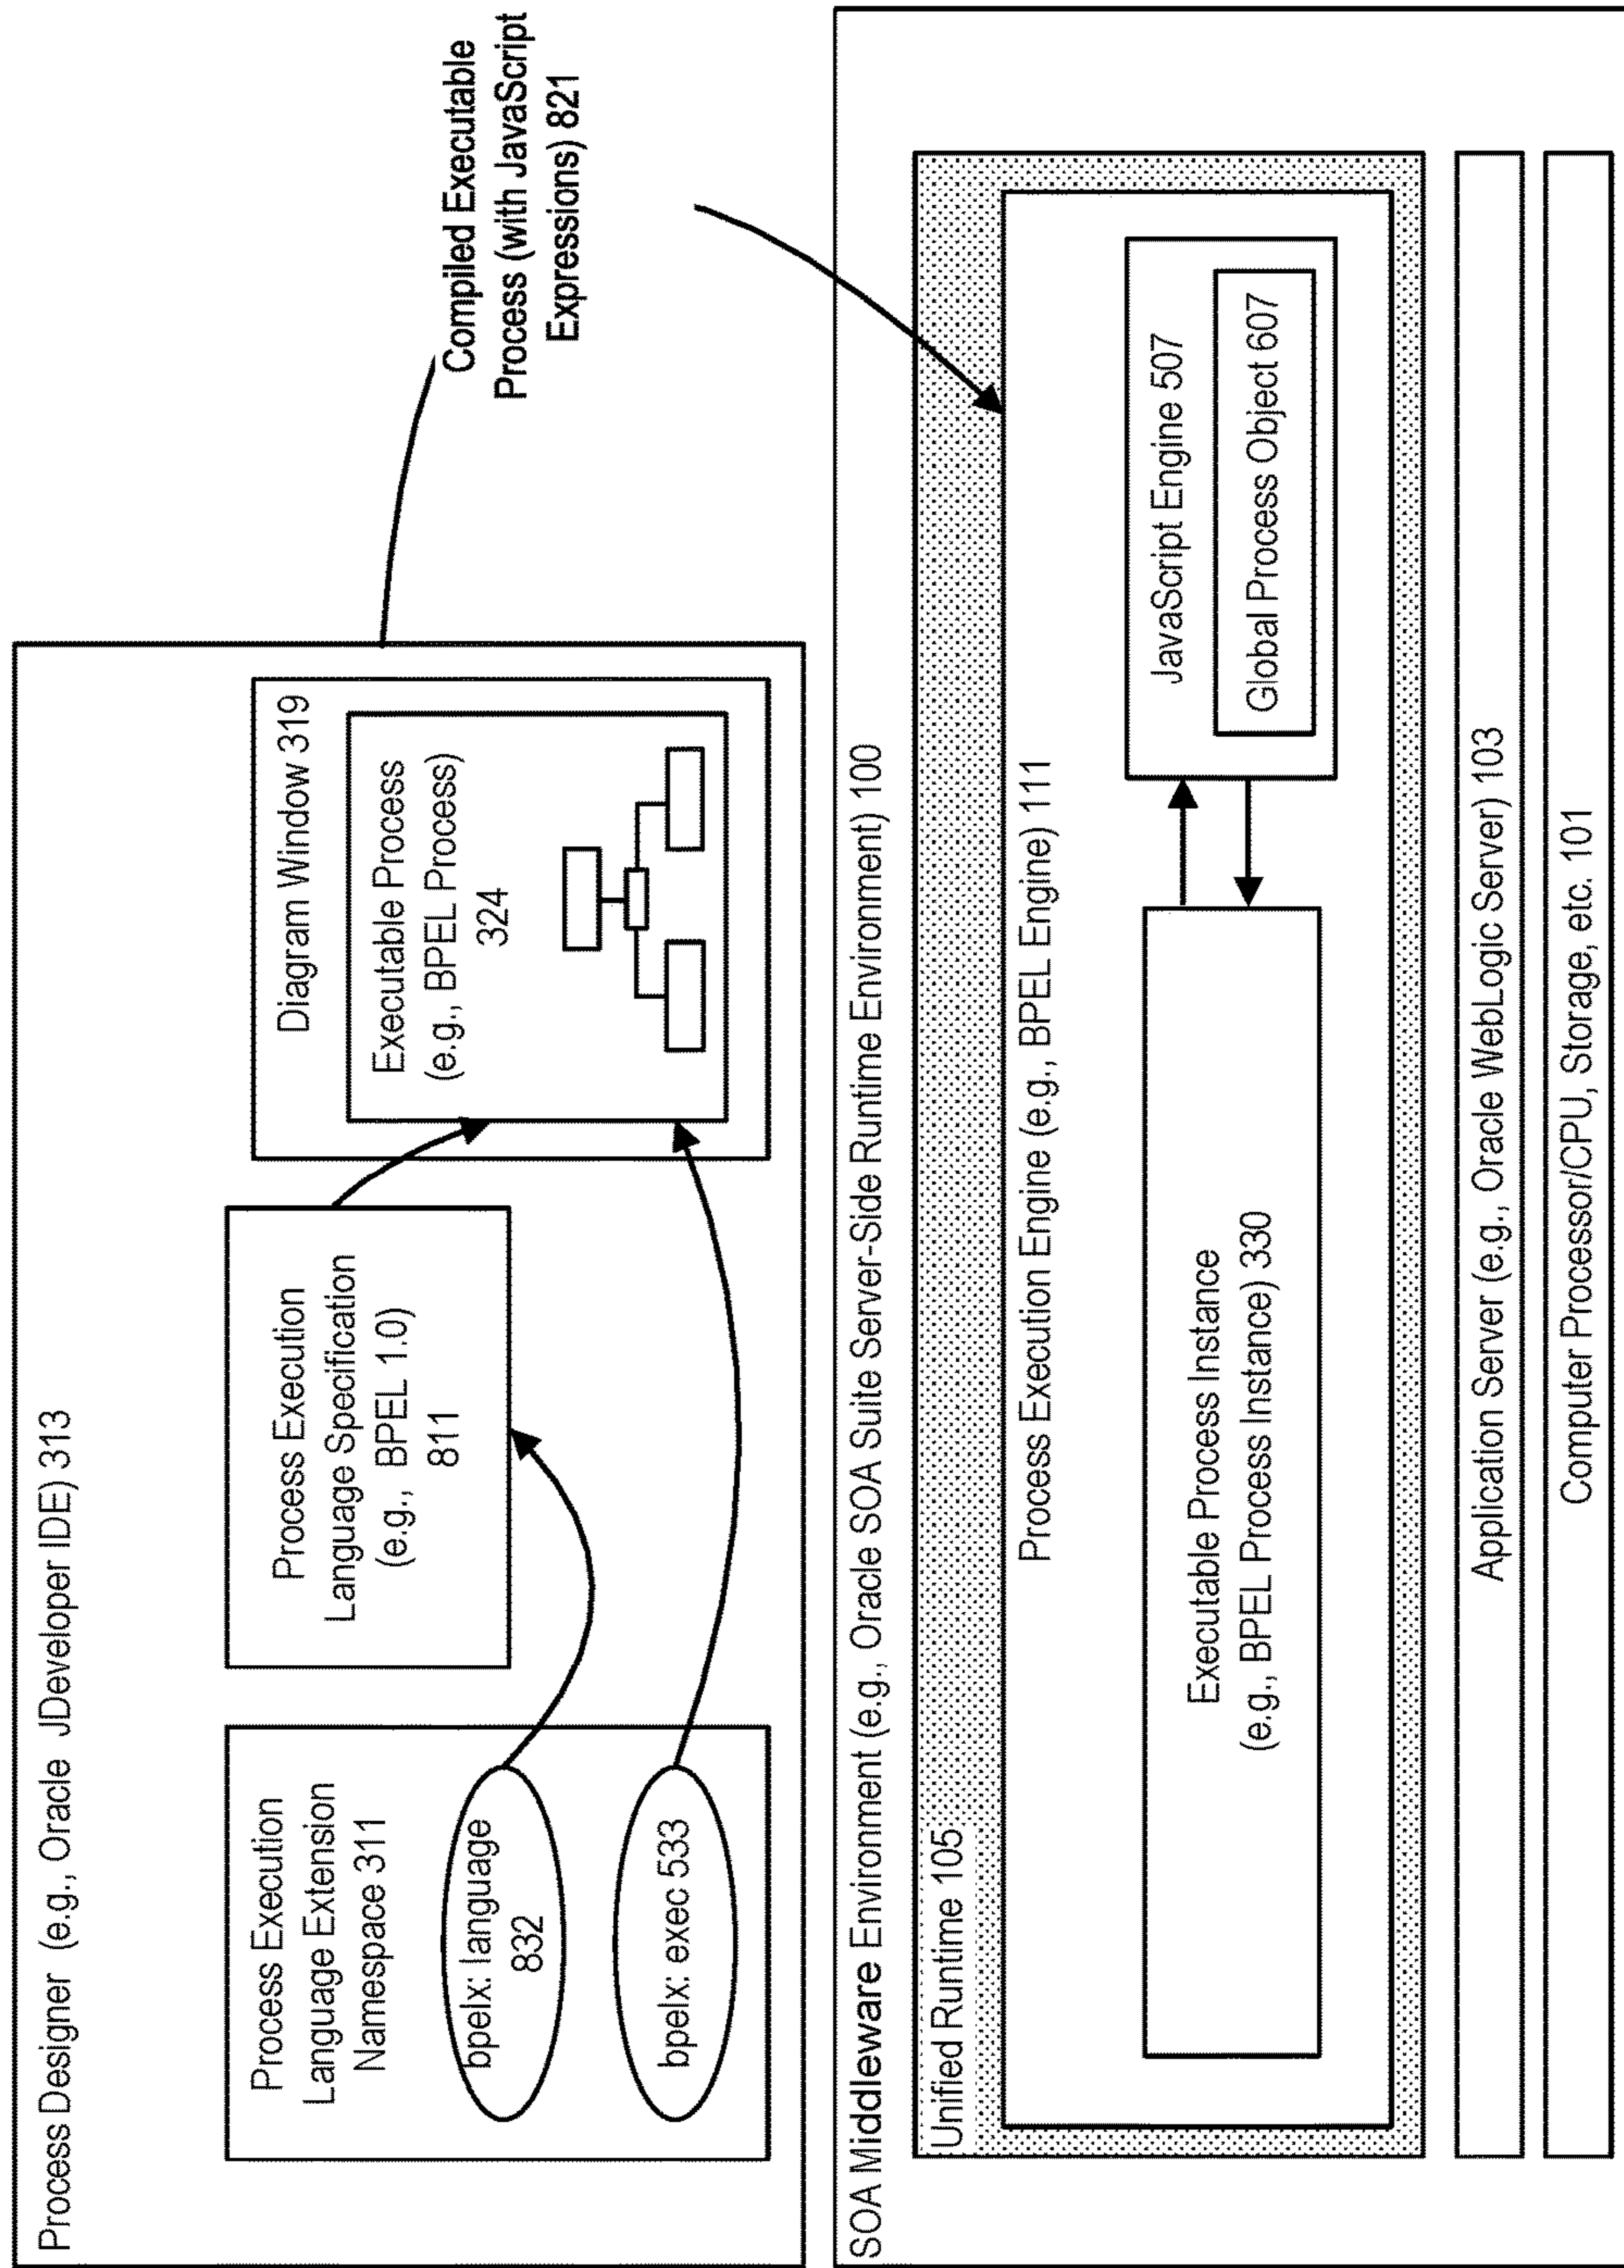 Process Designer (e.g., Oracle JDeveloper IDE) 313
Process Execution
Language Extension
Namespace 311
bpelx: language
832
bpelx: exec 533
Process Execution
Language Specification
(e.g., BPEL 1.0)
811
Diagram Window 319
Executable Process
(e.g., BPEL Process)
324
Compiled Executable
Process (with JavaScript
Expressions) 821
SOA Middleware Environment (e.g., Oracle SOA Suite Server-Side Runtime Environment) 100
Unified Runtime 105
Process Execution Engine (e.g., BPEL Engine) 111
Executable Process Instance
(e.g., BPEL Process Instance) 330
JavaScript Engine 507
Global Process Object 607
Application Server (e.g., Oracle WebLogic Server) 103
Computer Processor/CPU, Storage, etc. 101